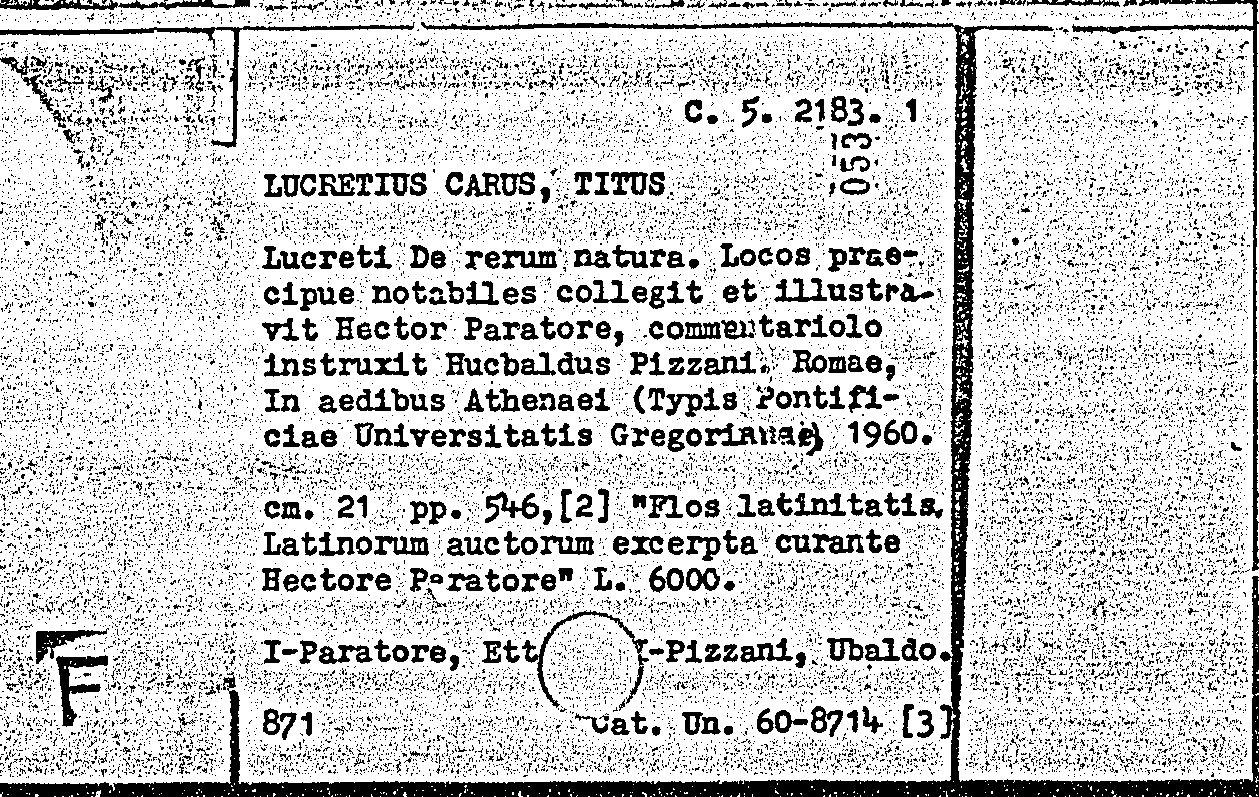 C. 5. 2183. 1
053
LUCRETIUS CARUS, TITUS
Lucreti De rerum natura. Locos prae-
cipue notabiles collegit et illustra-
vit Hector Paratore, commentariolo
instruxit Hucbaldus Pizzani. Romae,
In aedibus Athenaei (Typis Pontifi-
ciae Universitatis Gregorianae) 1960.
cm. 21 pp. 546,[2] "Flos latinitatis.
Latinorum auctorum excerpta curante
Hectore Paratore" L. 6000.
I-Paratore, Ett I-Pizzani, Ubaldo.
871 Cat. Un. 60-8714 [3]
F